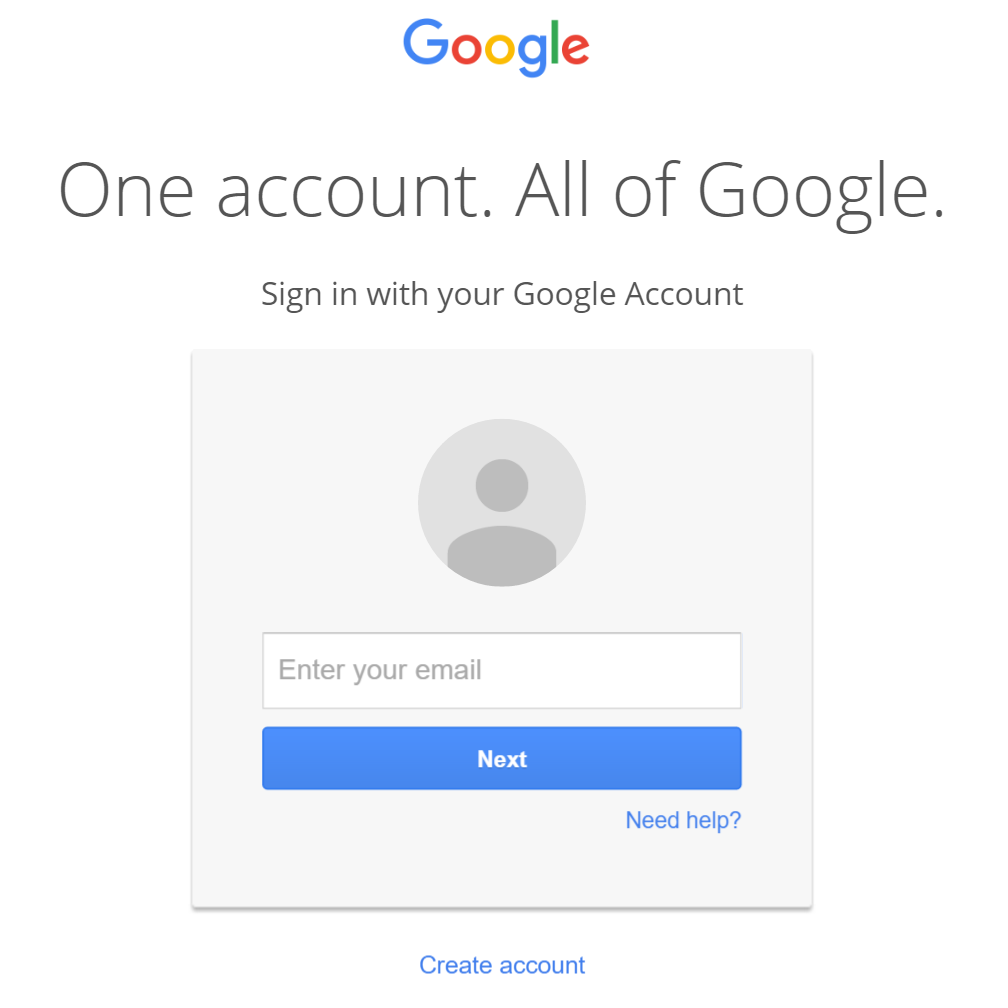 Google
One account. All of Google.
Sign in with your Google Account
Enter your email
Next
Need help?
Create account